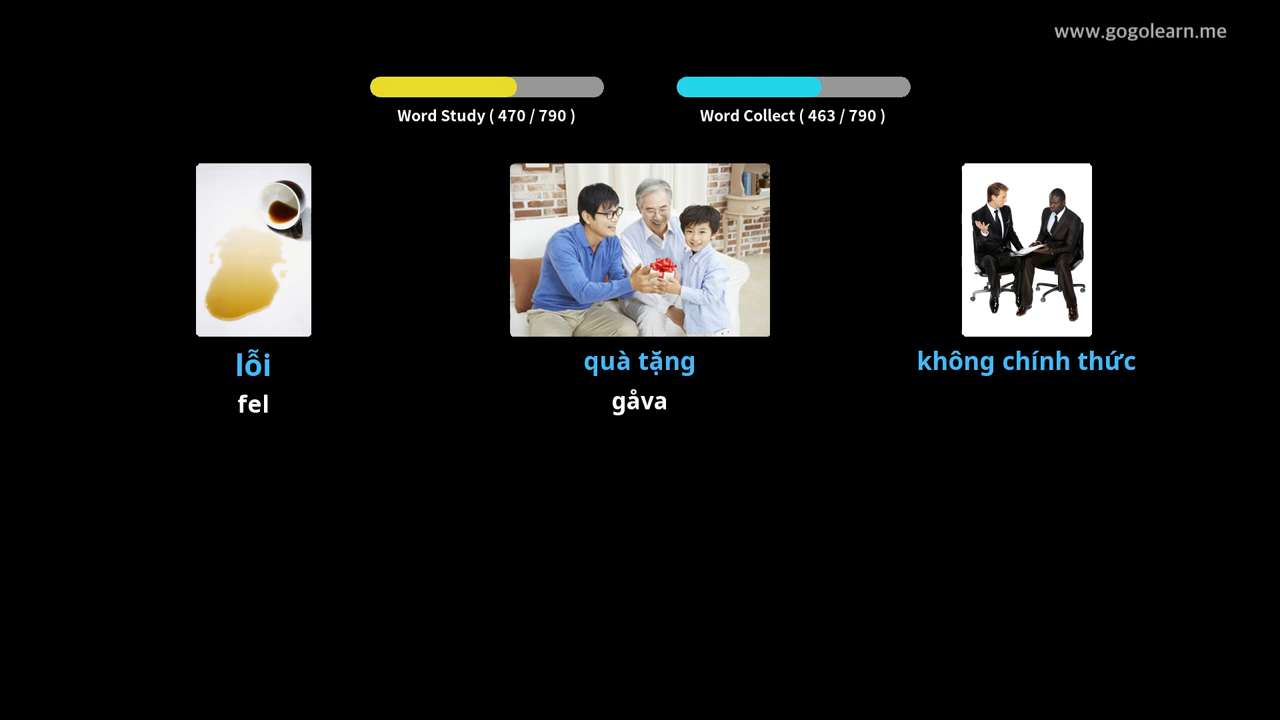 www.gogolearn.me
Word Study ( 470 / 790 )
Word Collect ( 463 / 790 )
lỗi
fel
quà tặng
gåva
không chính thức